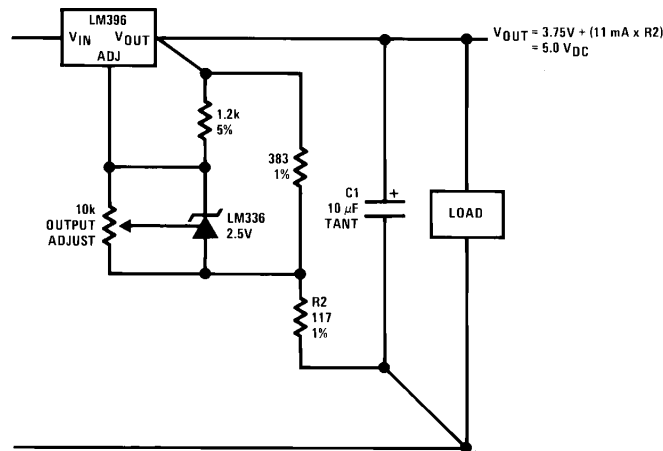 LM396
VIN VOUT
ADJ
VOUT = 3.75V + (11 mA x R2)
= 5.0 VDC
1.2k
5%
383
1%
C1
10 μF
TANT
+
LOAD
10k
OUTPUT
ADJUST
LM336
2.5V
R2
117
1%